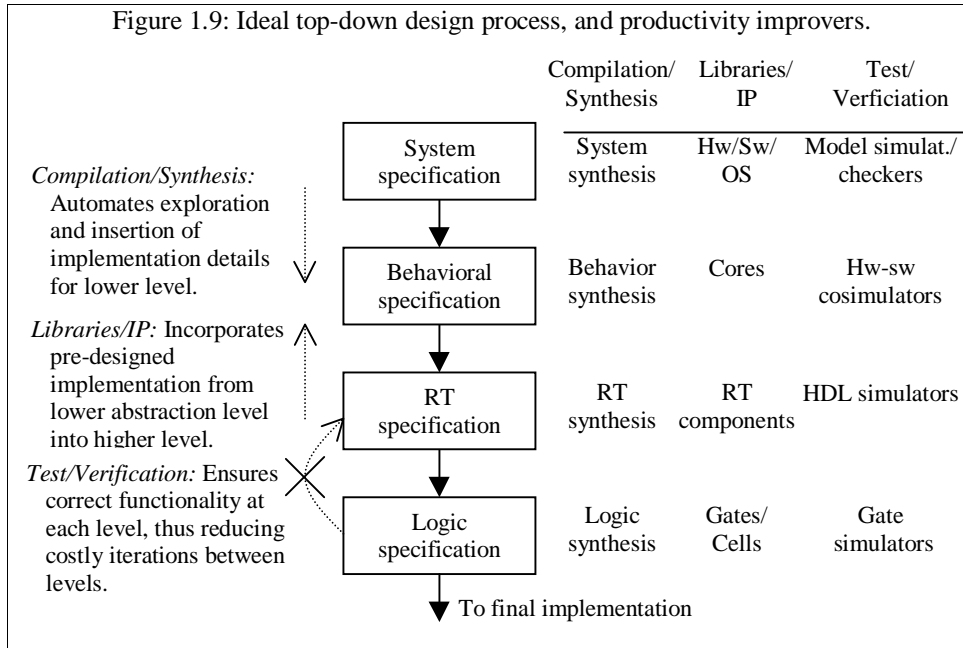 Figure 1.9: Ideal top-down design process, and productivity improvers.
Compilation/
Synthesis
Libraries/
IP
Test/
Verficiation
System
specification
System
synthesis
Hw/Sw/
OS
Model simulat./
checkers
Compilation/Synthesis:
Automates exploration
and insertion of
implementation details
for lower level.
Behavioral
specification
Behavior
synthesis
Cores
Hw-sw
cosimulators
Libraries/IP: Incorporates
pre-designed
implementation from
lower abstraction level
into higher level.
RT
specification
RT
synthesis
RT
components
HDL simulators
Test/Verification: Ensures
correct functionality at
each level, thus reducing
costly iterations between
levels.
Logic
specification
Logic
synthesis
Gates/
Cells
Gate
simulators
To final implementation